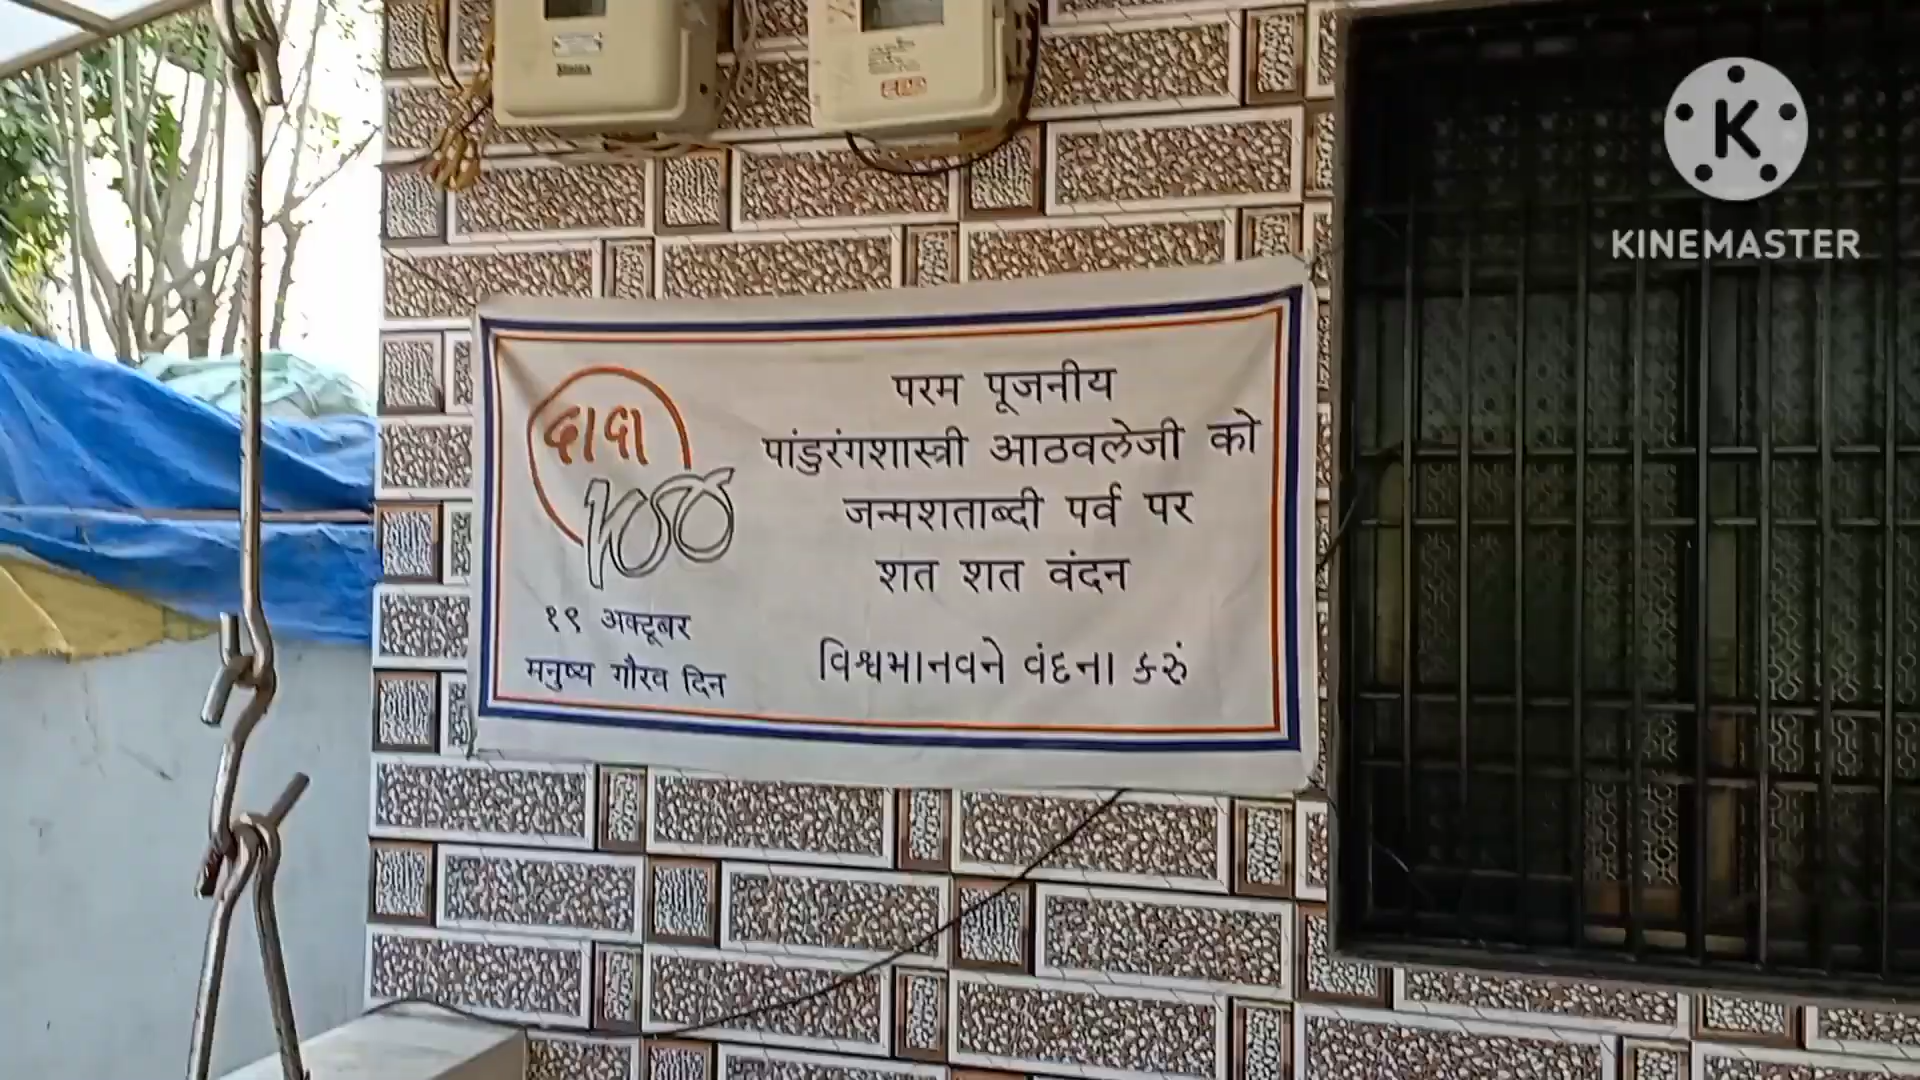 दादा
100
१९ अक्टूबर
मनुष्य गौरव दिन
परम पूजनीय
पांडुरंगशास्त्री आठवलेजी को
जन्मशताब्दी पर्व पर
शत शत वंदन
વિશ્વમાનવને વંદના કરું
KINEMASTER